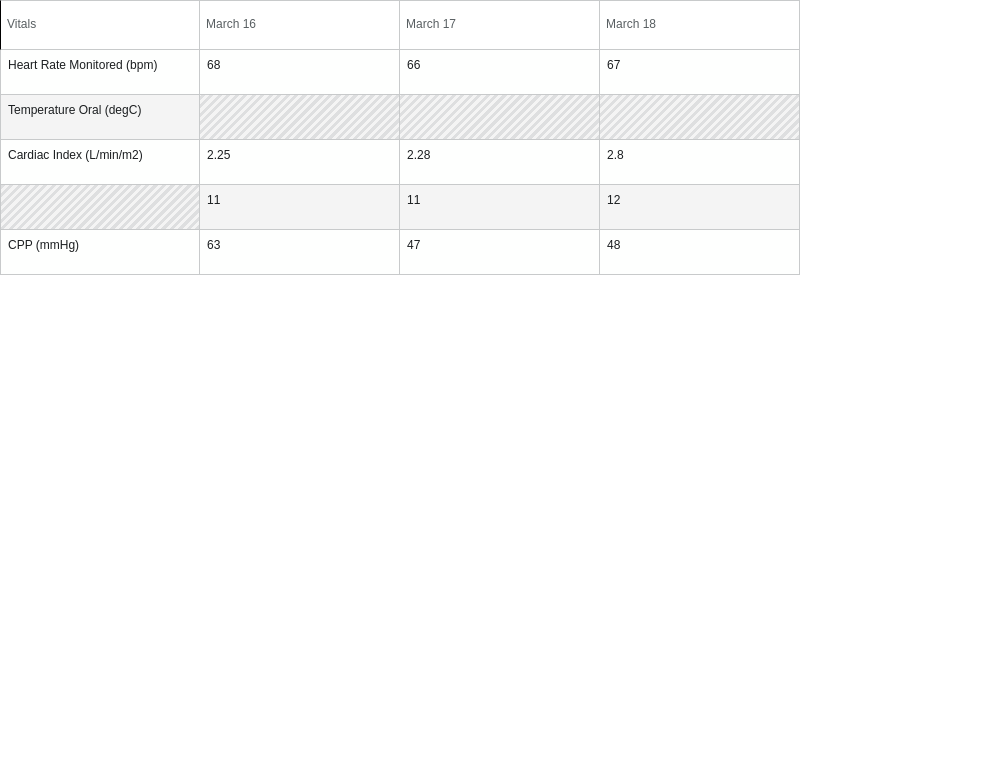 Vitals March 16 March 17 March 18
Heart Rate Monitored (bpm) 68 66 67
Temperature Oral (degC)
Cardiac Index (L/min/m2) 2.25 2.28 2.8
11 11 12
CPP (mmHg) 63 47 48